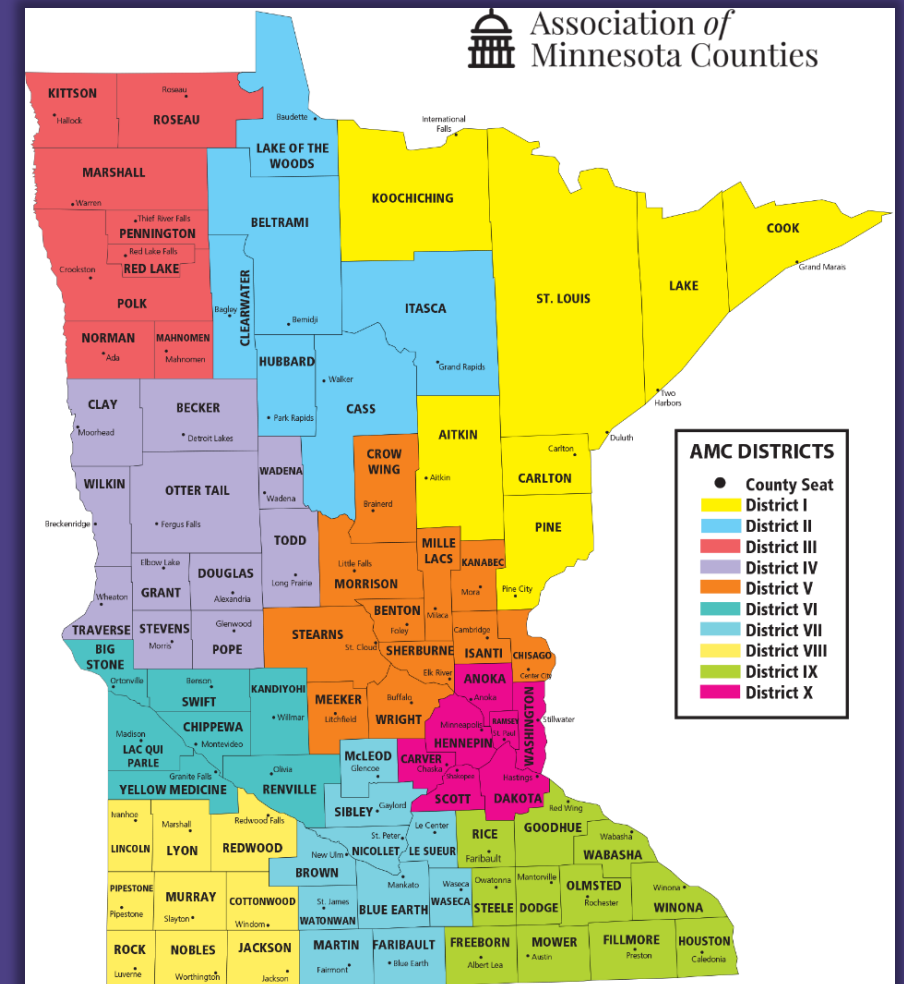 Association of
Minnesota Counties
KITTSON
Hallock
Roseau
ROSEAU
Baudette
LAKE OF THE
WOODS
International
Falls
KOOCHICHING
MARSHALL
Warren
Thief River Falls
PENNINGTON
Red Lake Falls
RED LAKE
Crookston
POLK
BELTRAMI
Bemidji
CLEARWATER
Bagley
ITASCA
Grand Rapids
ST. LOUIS
Duluth
LAKE
Two
Harbors
COOK
Grand Marais
NORMAN
Ada
MAHNOMEN
Mahnomen
HUBBARD
Park Rapids
Walker
CASS
CLAY
Moorhead
BECKER
Detroit Lakes
AITKIN
Aitkin
Carlton
CARLTON
CROW
WING
Brainerd
WADENA
Wadena
WILKIN
Breckenridge
OTTER TAIL
Fergus Falls
PINE
Pine City
TODD
Long Prairie
MILLE
LACS
Milaca
KANABEC
Mora
Little Falls
MORRISON
Elbow Lake
GRANT
DOUGLAS
Alexandria
Wheaton
TRAVERSE
STEVENS
Morris
Glenwood
POPE
STEARNS
St. Cloud
BENTON
Foley
SHERBURNE
Elk River
Cambridge
ISANTI
CHISAGO
Center City
BIG
STONE
Ortonville
Benson
SWIFT
KANDIYOHI
Willmar
MEEKER
Litchfield
Buffalo
WRIGHT
ANOKA
Anoka
Minneapolis
HENNEPIN
RAMSEY
St. Paul
WASHINGTON
Stillwater
CHIPPEWA
Montevideo
Madison
LAC QUI
PARLE
Granite Falls
YELLOW MEDICINE
Olivia
RENVILLE
McLEOD
Glencoe
CARVER
Chaska
Shakopee
SCOTT
Hastings
DAKOTA
SIBLEY
Gaylord
Ivanhoe
LINCOLN
Marshall
LYON
Redwood Falls
REDWOOD
New Ulm
BROWN
St. Peter
NICOLLET
Le Center
LE SUEUR
RICE
Faribault
Red Wing
GOODHUE
Wabasha
WABASHA
PIPESTONE
Pipestone
MURRAY
Slayton
COTTONWOOD
Windom
St. James
WATONWAN
Mankato
BLUE EARTH
Waseca
WASECA
Owatonna
STEELE
Mantorville
DODGE
OLMSTED
Rochester
Winona
WINONA
ROCK
Luverne
NOBLES
Worthington
JACKSON
Jackson
MARTIN
Fairmont
FARIBAULT
Blue Earth
FREEBORN
Albert Lea
MOWER
Austin
FILLMORE
Preston
HOUSTON
Caledonia
AMC DISTRICTS
County Seat
District I
District II
District III
District IV
District V
District VI
District VII
District VIII
District IX
District X